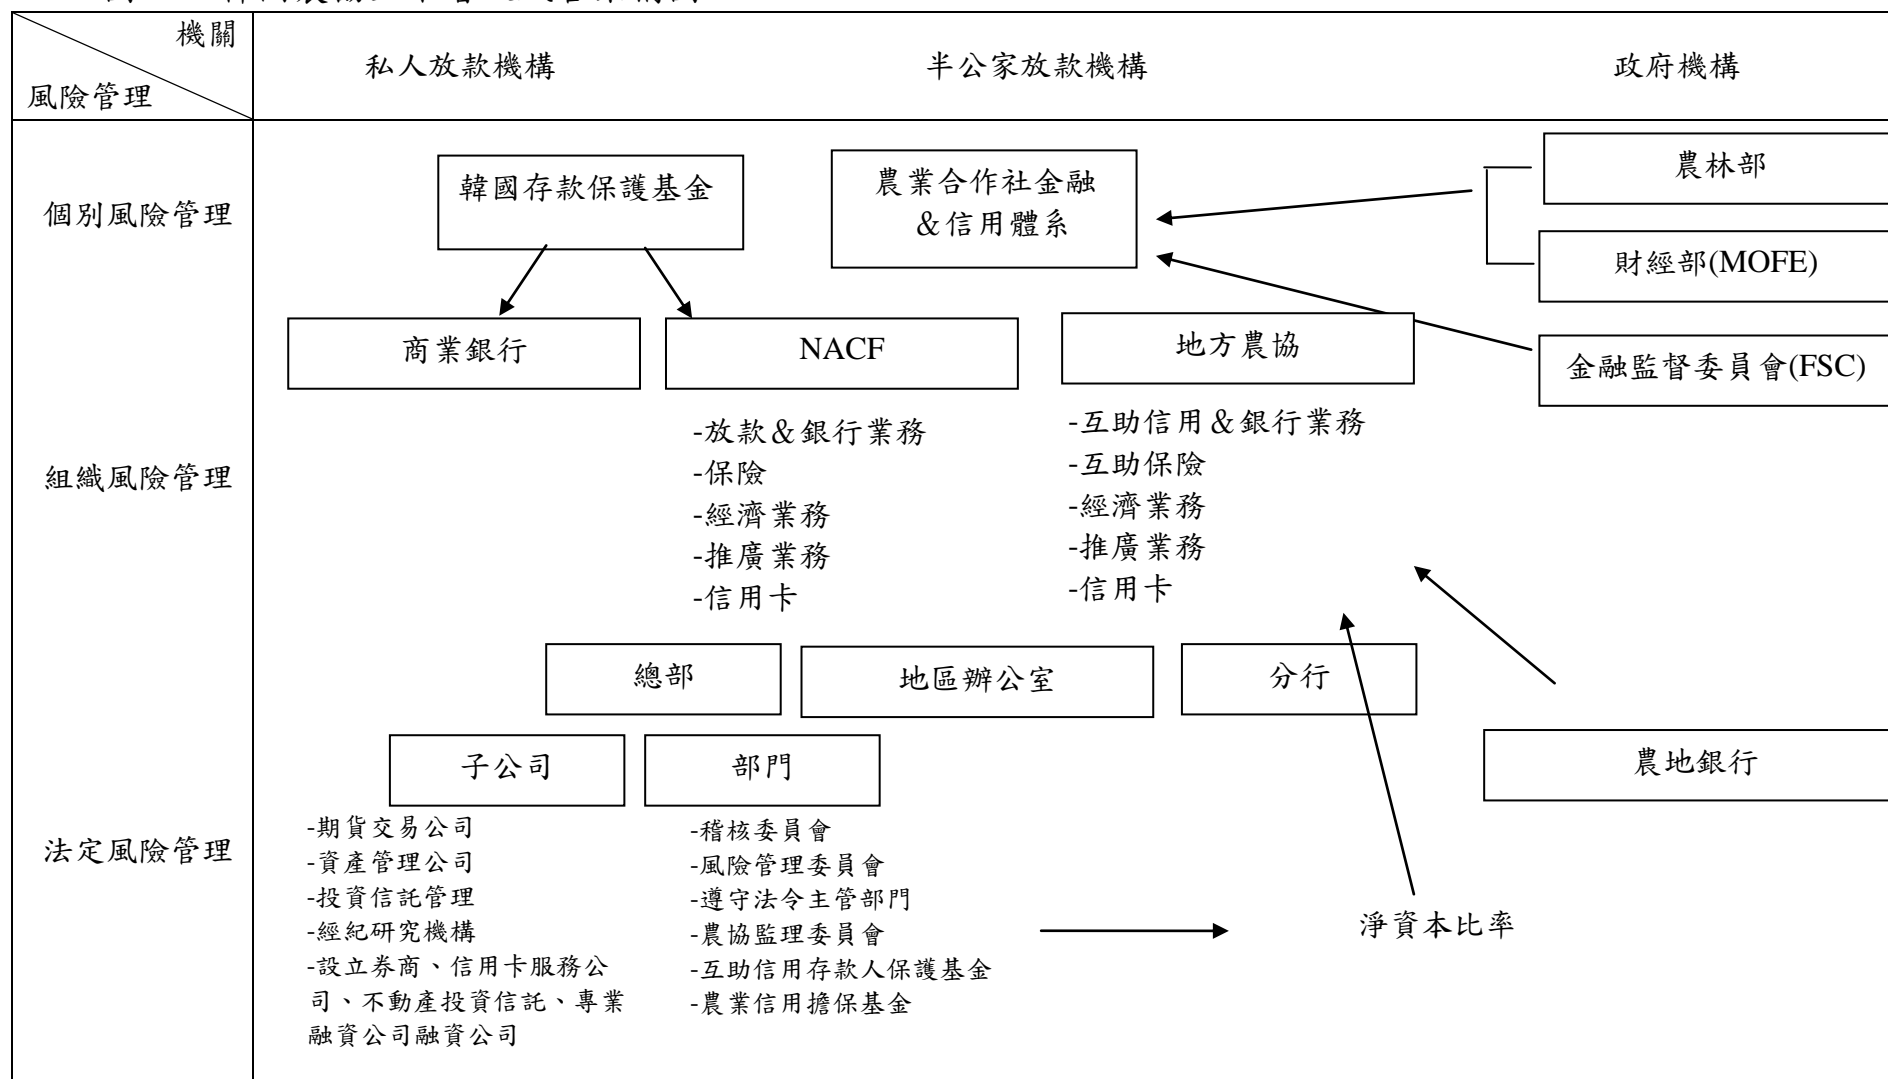 機關
風險管理
私人放款機構
半公家放款機構
政府機構
個別風險管理
韓國存款保護基金
農業合作社金融
＆信用體系
農林部
財經部(MOFE)
商業銀行
NACF
地方農協
金融監督委員會(FSC)
組織風險管理
-放款＆銀行業務
-保險
-經濟業務
-推廣業務
-信用卡
-互助信用＆銀行業務
-互助保險
-經濟業務
-推廣業務
-信用卡
總部
地區辦公室
分行
子公司
部門
農地銀行
法定風險管理
-期貨交易公司
-資產管理公司
-投資信託管理
-經紀研究機構
-設立券商、信用卡服務公
司、不動產投資信託、專業
融資公司融資公司
-稽核委員會
-風險管理委員會
-遵守法令主管部門
-農協監理委員會
-互助信用存款人保護基金
-農業信用擔保基金
淨資本比率